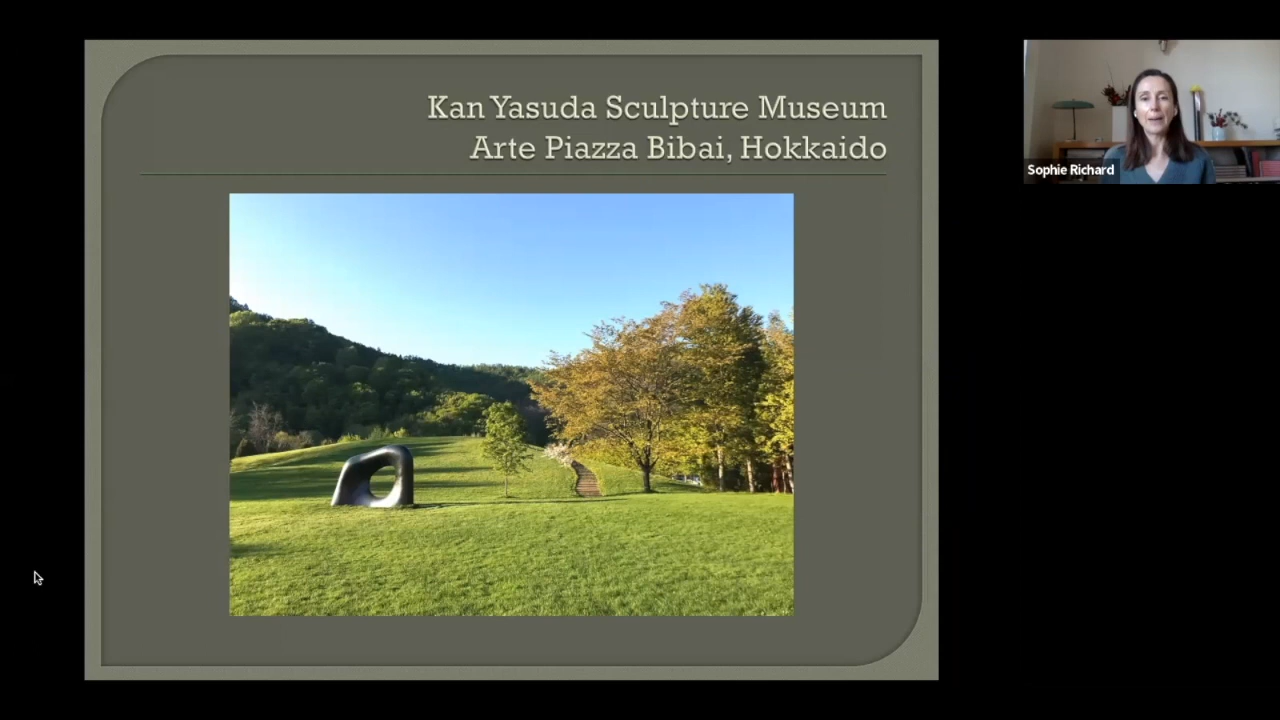 Kan Yasuda Sculpture Museum
Arte Piazza Bibai, Hokkaido
Sophie Richard